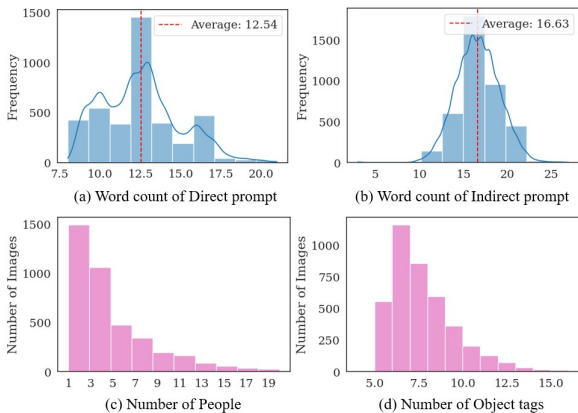 Average: 12.54
Frequency
1500
1000
500
0
7.5 10.0 12.5 15.0 17.5 20.0
(a) Word count of Direct prompt
Average: 16.63
Frequency
1500
1000
500
0
5 10 15 20 25
(b) Word count of Indirect prompt
Number of Images
1500
1000
500
0
1 3 5 7 9 11 13 15 17 19
(c) Number of People
Number of Images
1000
750
500
250
0
5.0 7.5 10.0 12.5 15.0
(d) Number of Object tags